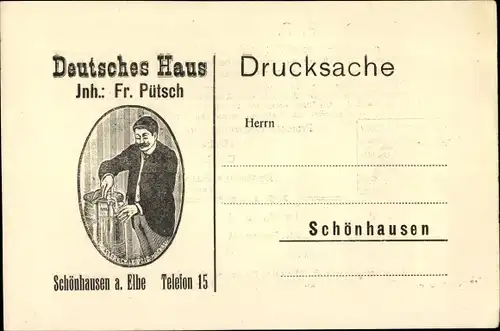 Deutsches Haus
Jnh.: Fr. Pütsch
Schönhausen a. Elbe Telefon 15
Drucksache
Herrn
Schönhausen